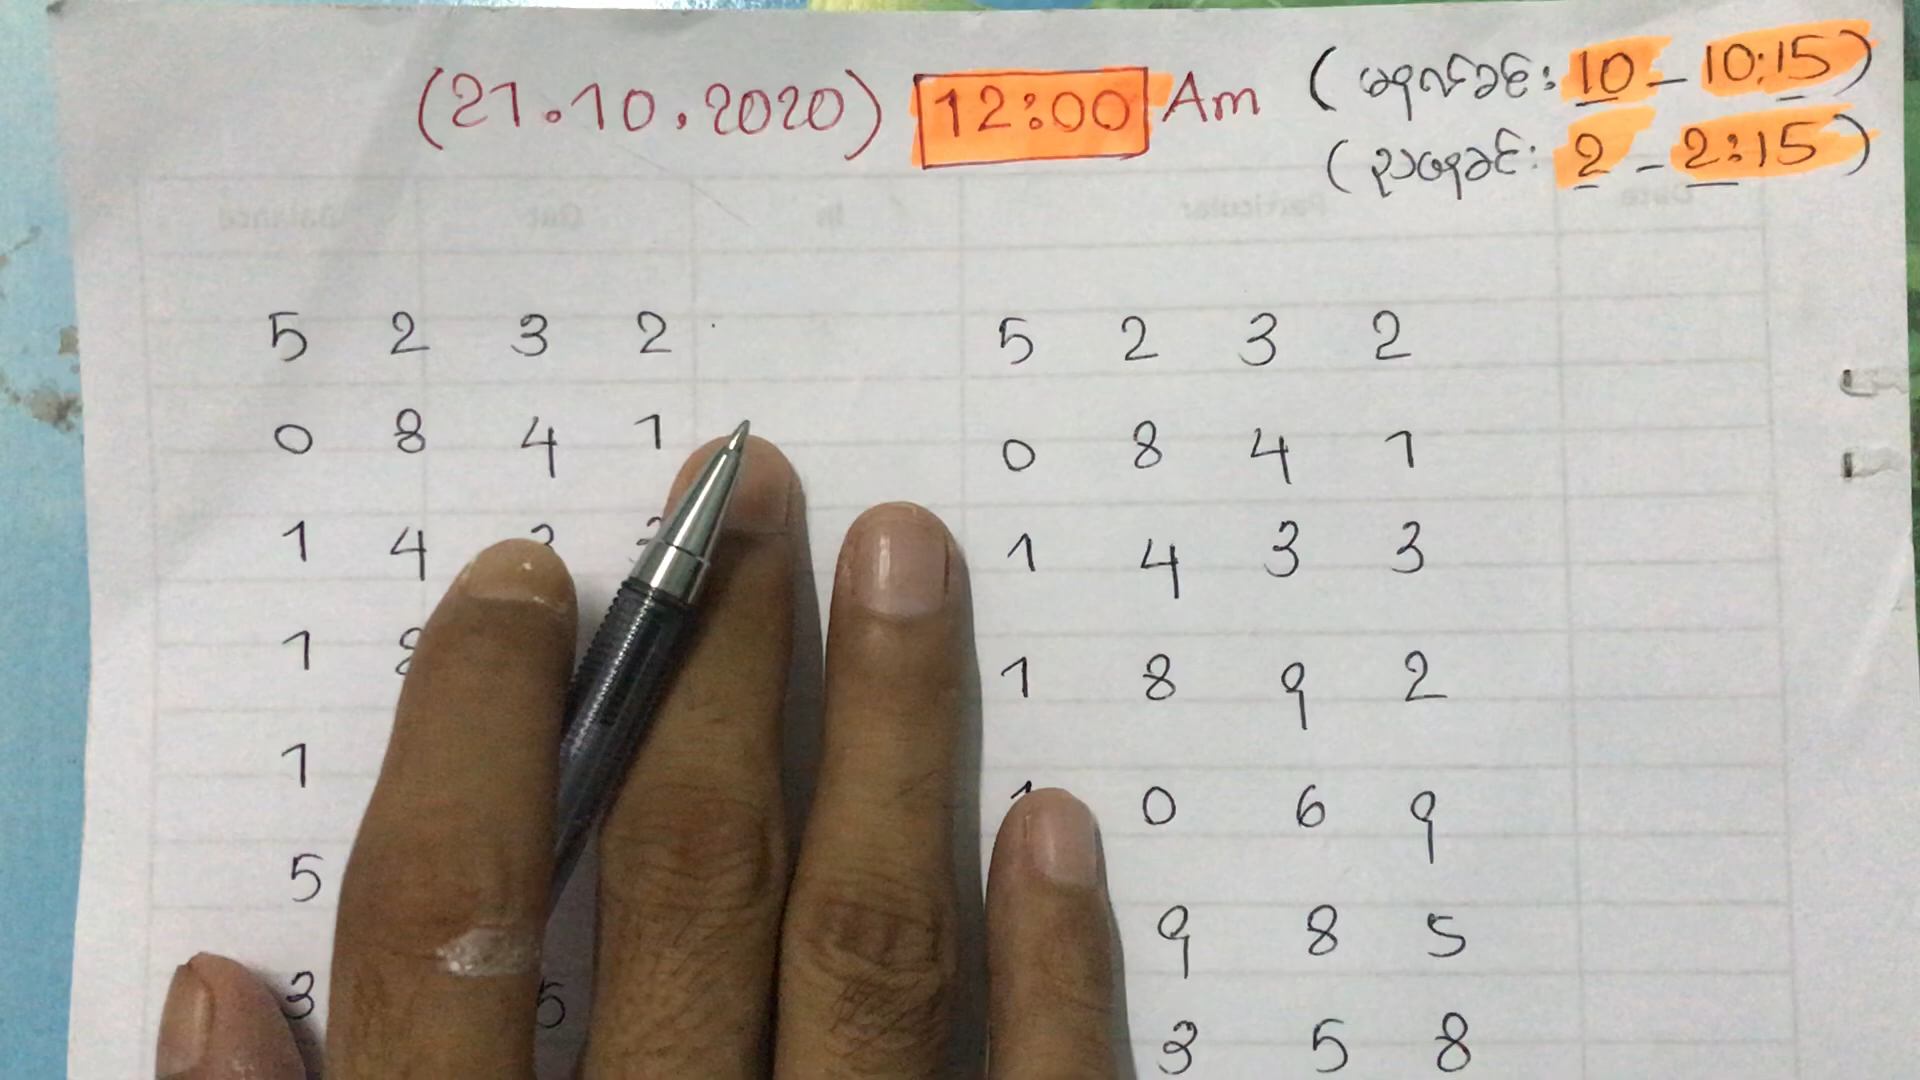 (21.10.2020) 12:00 Am
(မနက်ခင်း: 10 - 10:15)
(ညနေခင်း: 2 - 2:15)
5 2 3 2
0 8 4 1
1 4
1 8
1
5
3 5
5 2 3 2
0 8 4 1
1 4 3 3
1 8 9 2
0 6 9
9 8 5
3 5 8